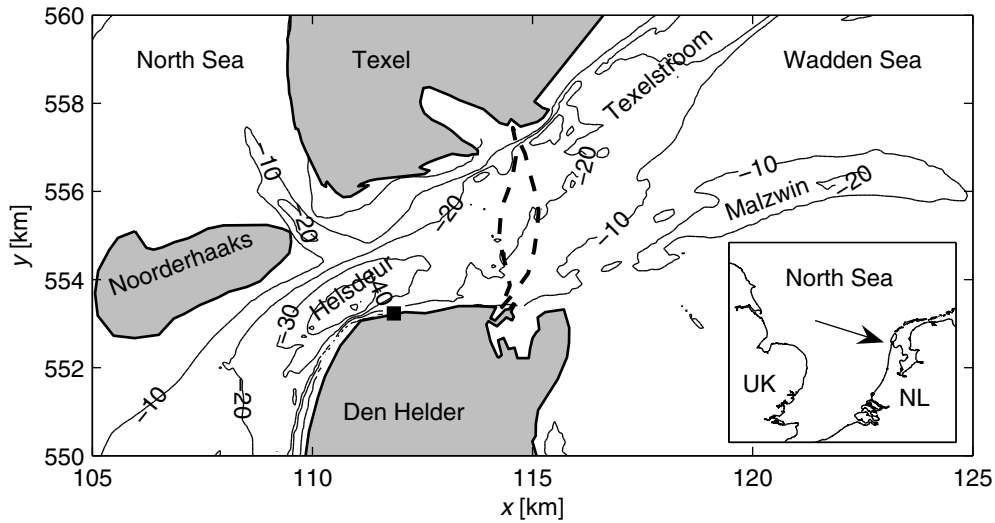 560
558
556
554
552
550
y [km]
North Sea
Texel
Texelstroom
Wadden Sea
−10
−20
−20
−20
−10
−20
Malzwin
−10
Noorderhaaks
Helsdeur
−40
−30
−10
−20
Den Helder
North Sea
UK
NL
105
110
115
120
125
x [km]